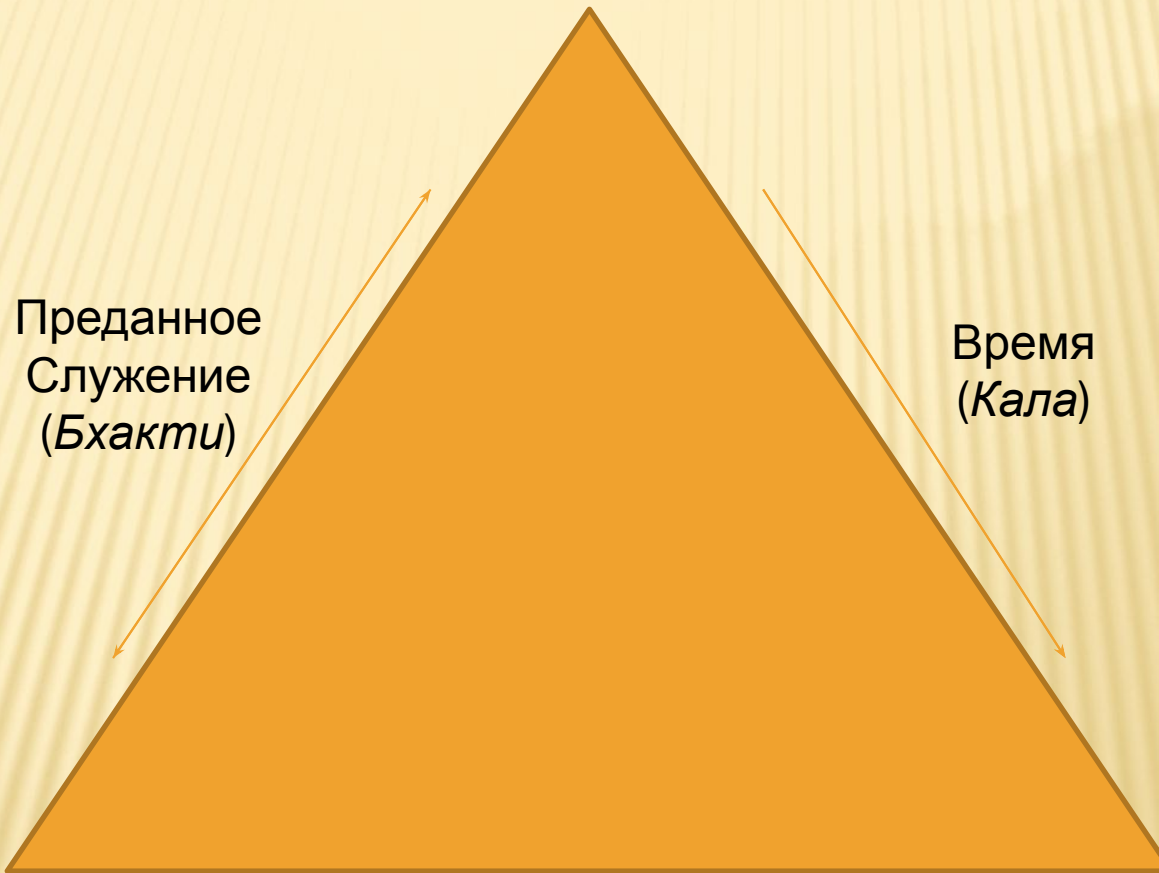 Преданное
Служение
(Бхакти)
Время
(Кала)